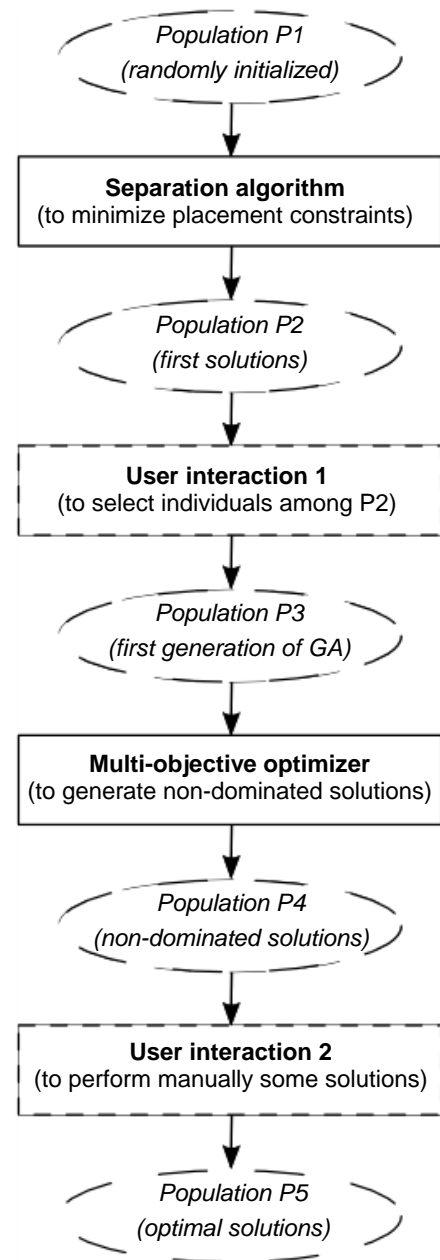 Population P1
(randomly initialized)
Separation algorithm
(to minimize placement constraints)
Population P2
(first solutions)
User interaction 1
(to select individuals among P2)
Population P3
(first generation of GA)
Multi-objective optimizer
(to generate non-dominated solutions)
Population P4
(non-dominated solutions)
User interaction 2
(to perform manually some solutions)
Population P5
(optimal solutions)